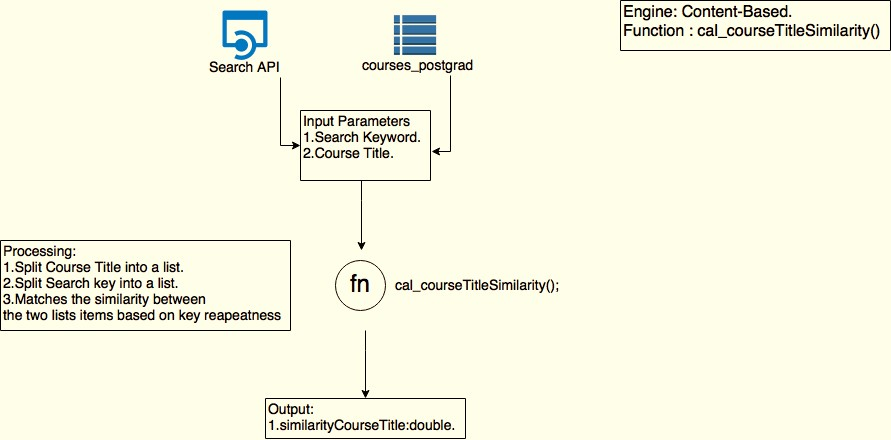 Engine: Content-Based.
Function : cal_courseTitleSimilarity()
Search API
courses_postgrad
Input Parameters
1.Search Keyword.
2.Course Title.
Processing:
1.Split Course Title into a list.
2.Split Search key into a list.
3.Matches the similarity between
the two lists items based on key reapeatness
fn
cal_courseTitleSimilarity();
Output:
1.similarityCourseTitle:double.